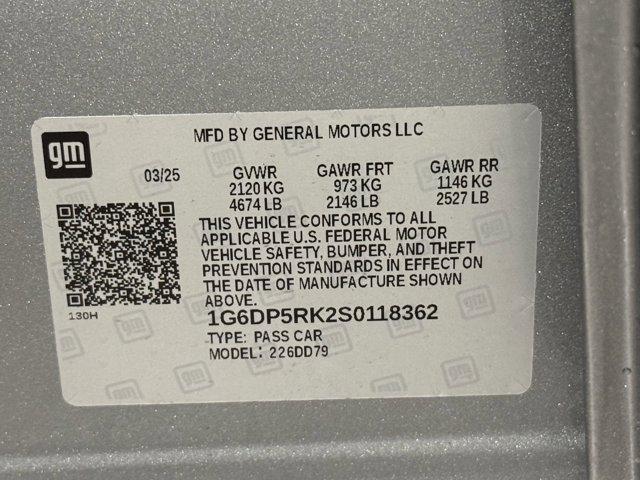 gm
MFD BY GENERAL MOTORS LLC
03/25 GVWR GAWR FRT GAWR RR
2120 KG 973 KG 1146 KG
4674 LB 2146 LB 2527 LB
THIS VEHICLE CONFORMS TO ALL
APPLICABLE U.S. FEDERAL MOTOR
VEHICLE SAFETY, BUMPER, AND THEFT
PREVENTION STANDARDS IN EFFECT ON
THE DATE OF MANUFACTURE SHOWN
ABOVE.
130H
1G6DP5RK2S0118362
TYPE: PASS CAR
MODEL: 226DD79